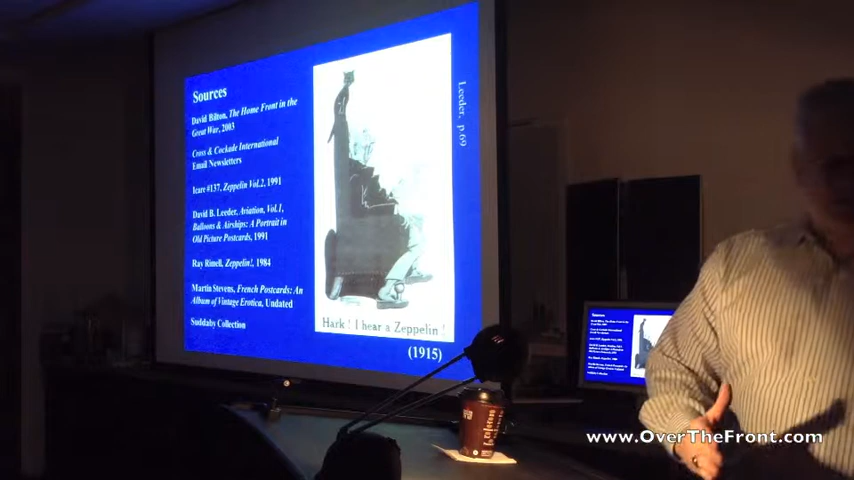 Sources
David Bilton, The Home Front in the
Great War, 2003
Cross & Cockade International
Email Newsletters
Icare #137, Zeppelin Vol.2, 1991
David B. Leeder, Aviation, Vol.1,
Balloons & Airships: A Portrait in
Old Picture Postcards, 1991
Ray Rimell, Zeppelin!, 1984
Martin Stevens, French Postcards: An
Album of Vintage Erotica, Undated
Suddaby Collection
Leeder, p.69
Hark ! I hear a Zeppelin !
(1915)
Sources
www.OverTheFront.com